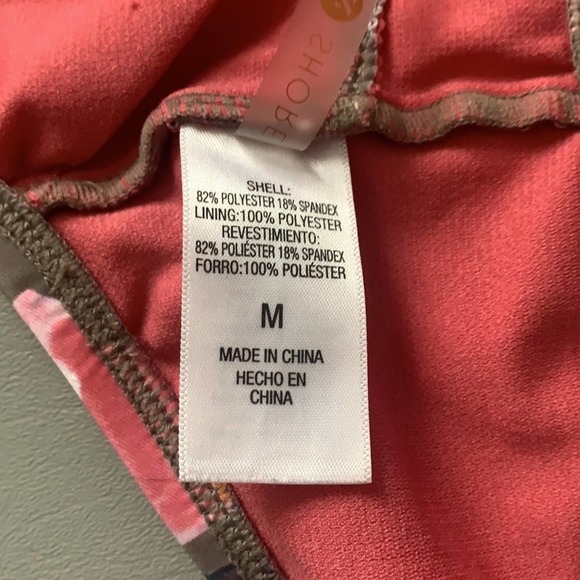 & SHORE
SHELL:
82% POLYESTER 18% SPANDEX
LINING:100% POLYESTER
REVESTIMIENTO:
82% POLIÉSTER 18% SPANDEX
FORRO:100% POLIÉSTER
M
MADE IN CHINA
HECHO EN
CHINA